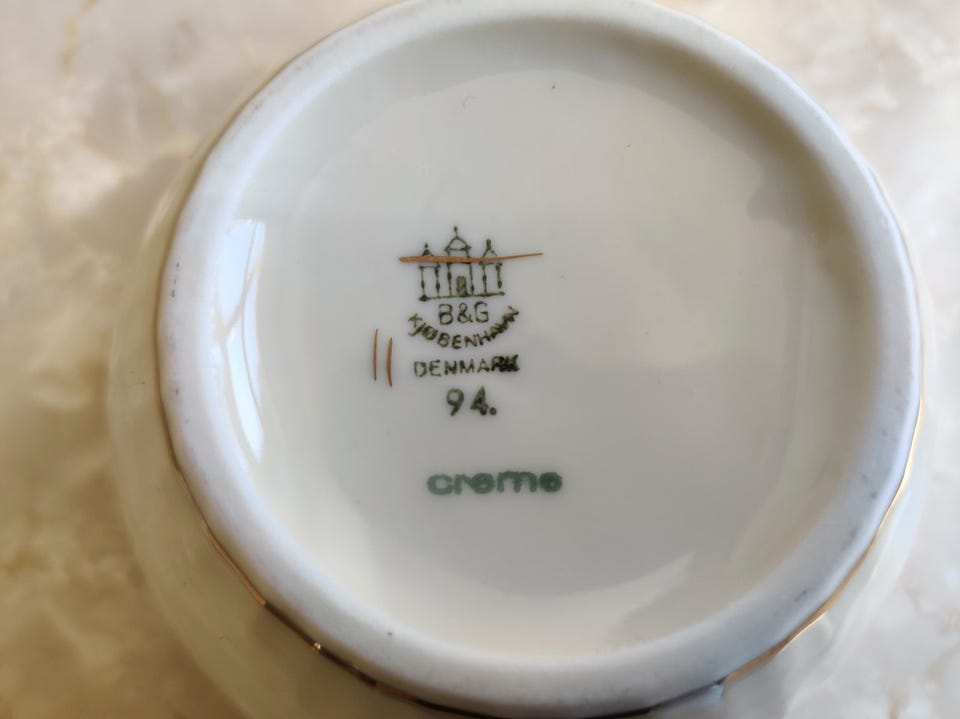 B&G
KJØBENHAVN
DENMARK
94.
creme